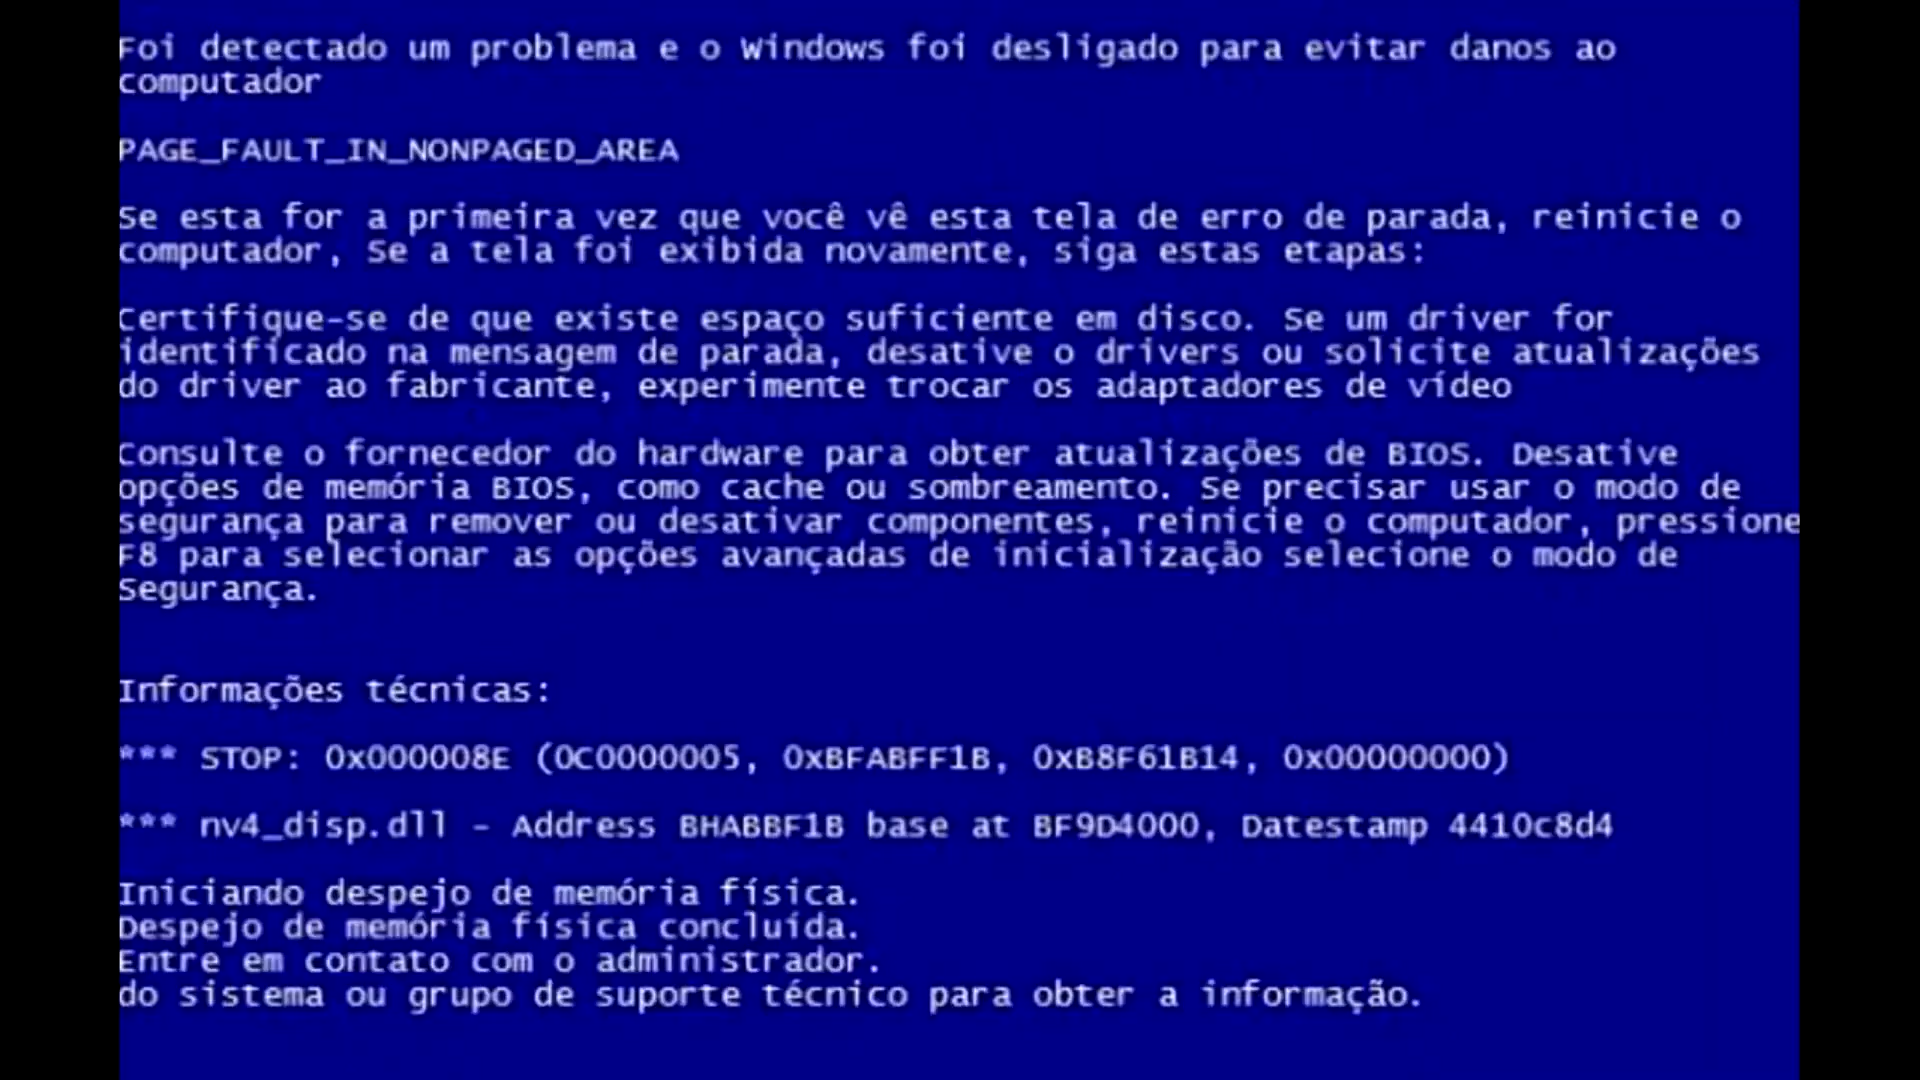 Foi detectado um problema e o Windows foi desligado para evitar danos ao
computador
PAGE_FAULT_IN_NONPAGED_AREA
Se esta for a primeira vez que você vê esta tela de erro de parada, reinicie o
computador, Se a tela foi exibida novamente, siga estas etapas:
Certifique-se de que existe espaço suficiente em disco. Se um driver for
identificado na mensagem de parada, desative o drivers ou solicite atualizações
do driver ao fabricante, experimente trocar os adaptadores de vídeo
Consulte o fornecedor do hardware para obter atualizações de BIOS. Desative
opções de memória BIOS, como cache ou sombreamento. Se precisar usar o modo de
segurança para remover ou desativar componentes, reinicie o computador, pressione
F8 para selecionar as opções avançadas de inicialização selecione o modo de
Segurança.
Informações técnicas:
*** STOP: 0x000008E (0C0000005, 0xBFABFF1B, 0xB8F61B14, 0x00000000)
*** nv4_disp.dll - Address BHABBF1B base at BF9D4000, Datestamp 4410c8d4
Iniciando despejo de memória física.
Despejo de memória física concluída.
Entre em contato com o administrador.
do sistema ou grupo de suporte técnico para obter a informação.